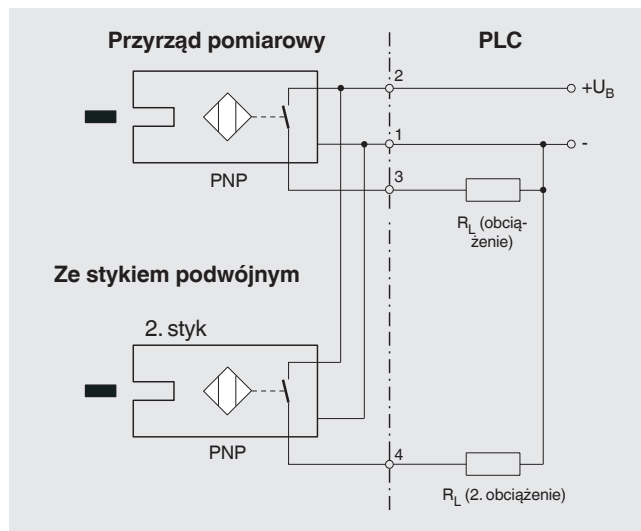 Przyrząd pomiarowy
PLC
2
+U_B
1
-
PNP
3
R_L (obcią-
żenie)
Ze stykiem podwójnym
2. styk
PNP
4
R_L (2. obciążenie)